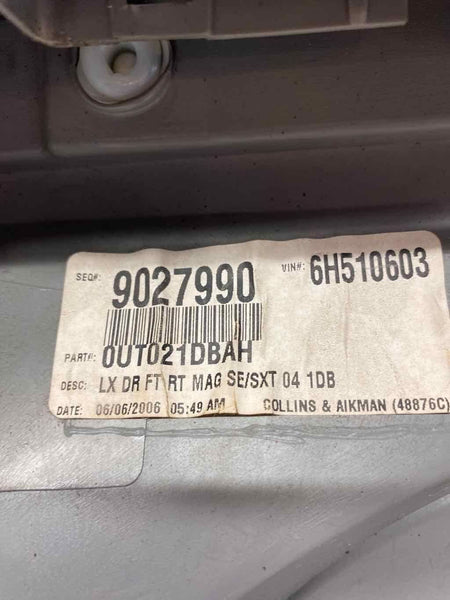 SEQ#: 9027990 VIN#: 6H510603
PART#: 0UT021DBAH
DESC: LX DR FT RT MAG SE/SXT 04 1DB
DATE: 06/06/2006 05:49 AM COLLINS & AIKMAN (48876C)